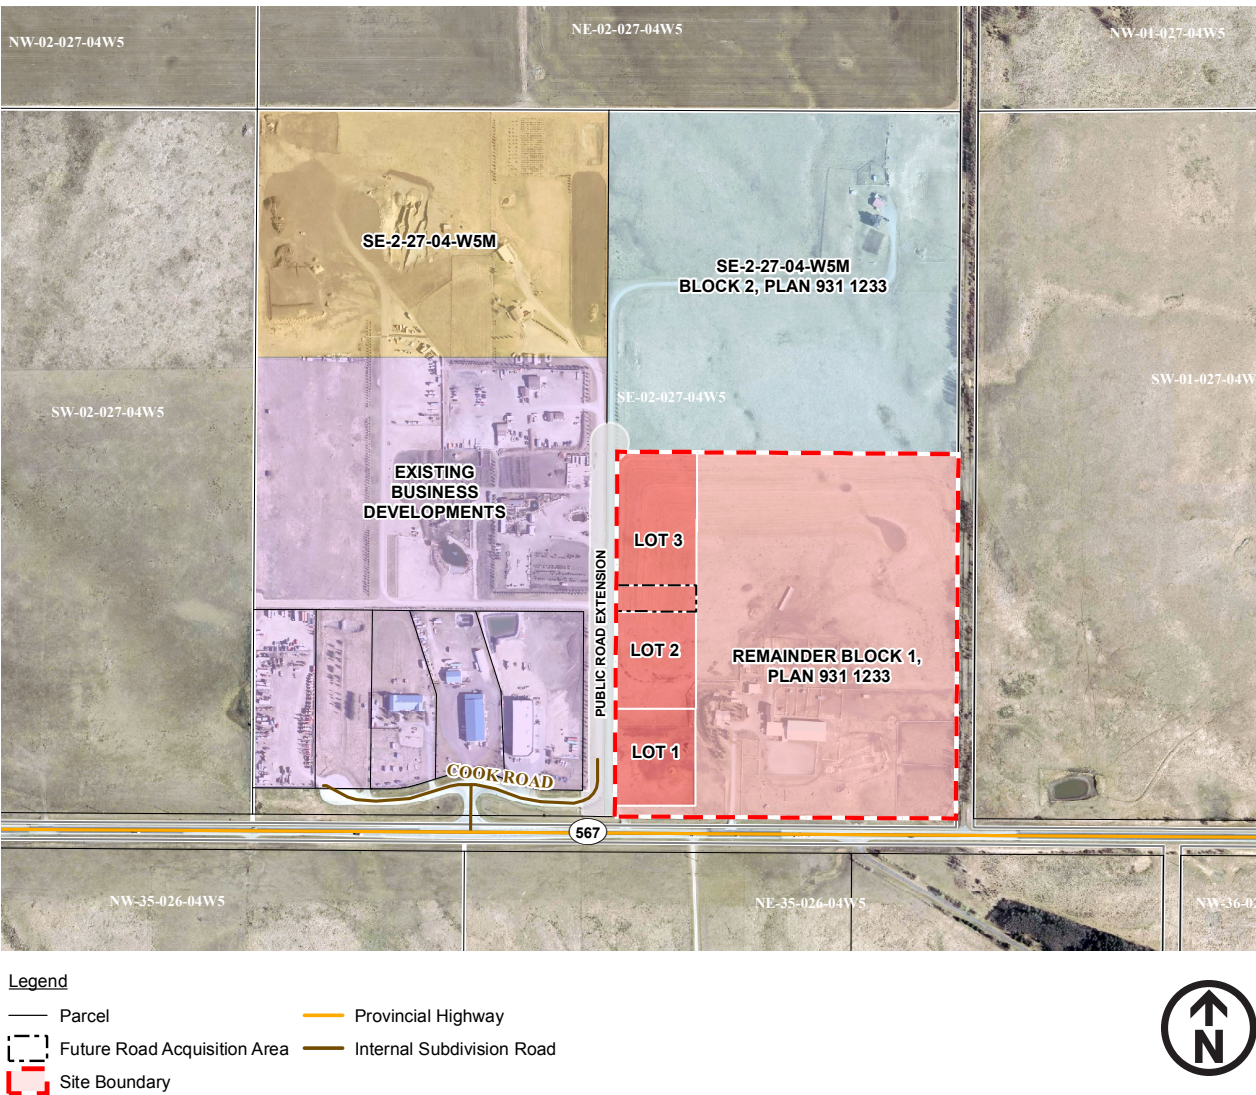 NW-02-027-04W5
NE-02-027-04W5
NW-01-027-04W5
SE-2-27-04-W5M
SE-2-27-04-W5M
BLOCK 2, PLAN 931 1233
SW-02-027-04W5
SE-02-027-04W5
SW-01-027-04W
EXISTING
BUSINESS
DEVELOPMENTS
PUBLIC ROAD EXTENSION
LOT 3
LOT 2
LOT 1
REMAINDER BLOCK 1,
PLAN 931 1233
COOK ROAD
567
NW-35-026-04W5
NE-35-026-04W5
NW-36-02
Legend
Parcel
Provincial Highway
Future Road Acquisition Area
Internal Subdivision Road
Site Boundary
N